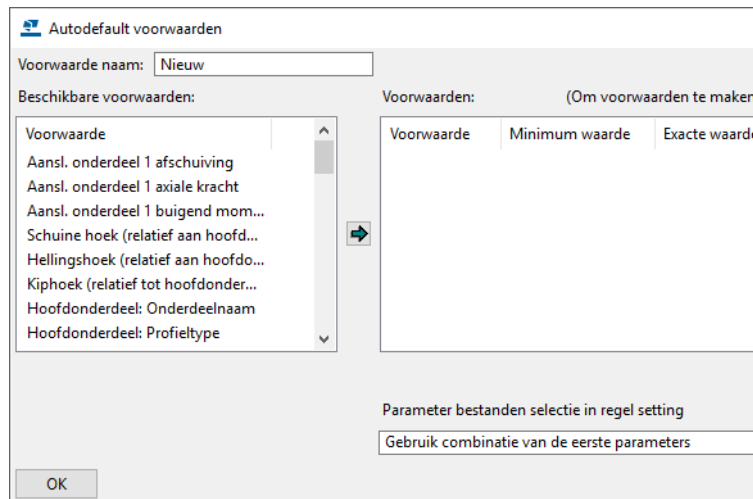 Autodefault voorwaarden
Voorwaarde naam: Nieuw
Beschikbare voorwaarden: Voorwaarden: (Om voorwaarden te maken
Voorwaarde Voorwaarde Minimum waarde Exacte waarde
Aansl. onderdeel 1 afschuiving
Aansl. onderdeel 1 axiale kracht
Aansl. onderdeel 1 buigend mom...
Schuine hoek (relatief aan hoofd...
Hellingshoek (relatief aan hoofdo...
Kiphoek (relatief tot hoofdonder...
Hoofdonderdeel: Onderdeelnaam
Hoofdonderdeel: Profieltype
Parameter bestanden selectie in regel setting
Gebruik combinatie van de eerste parameters
OK